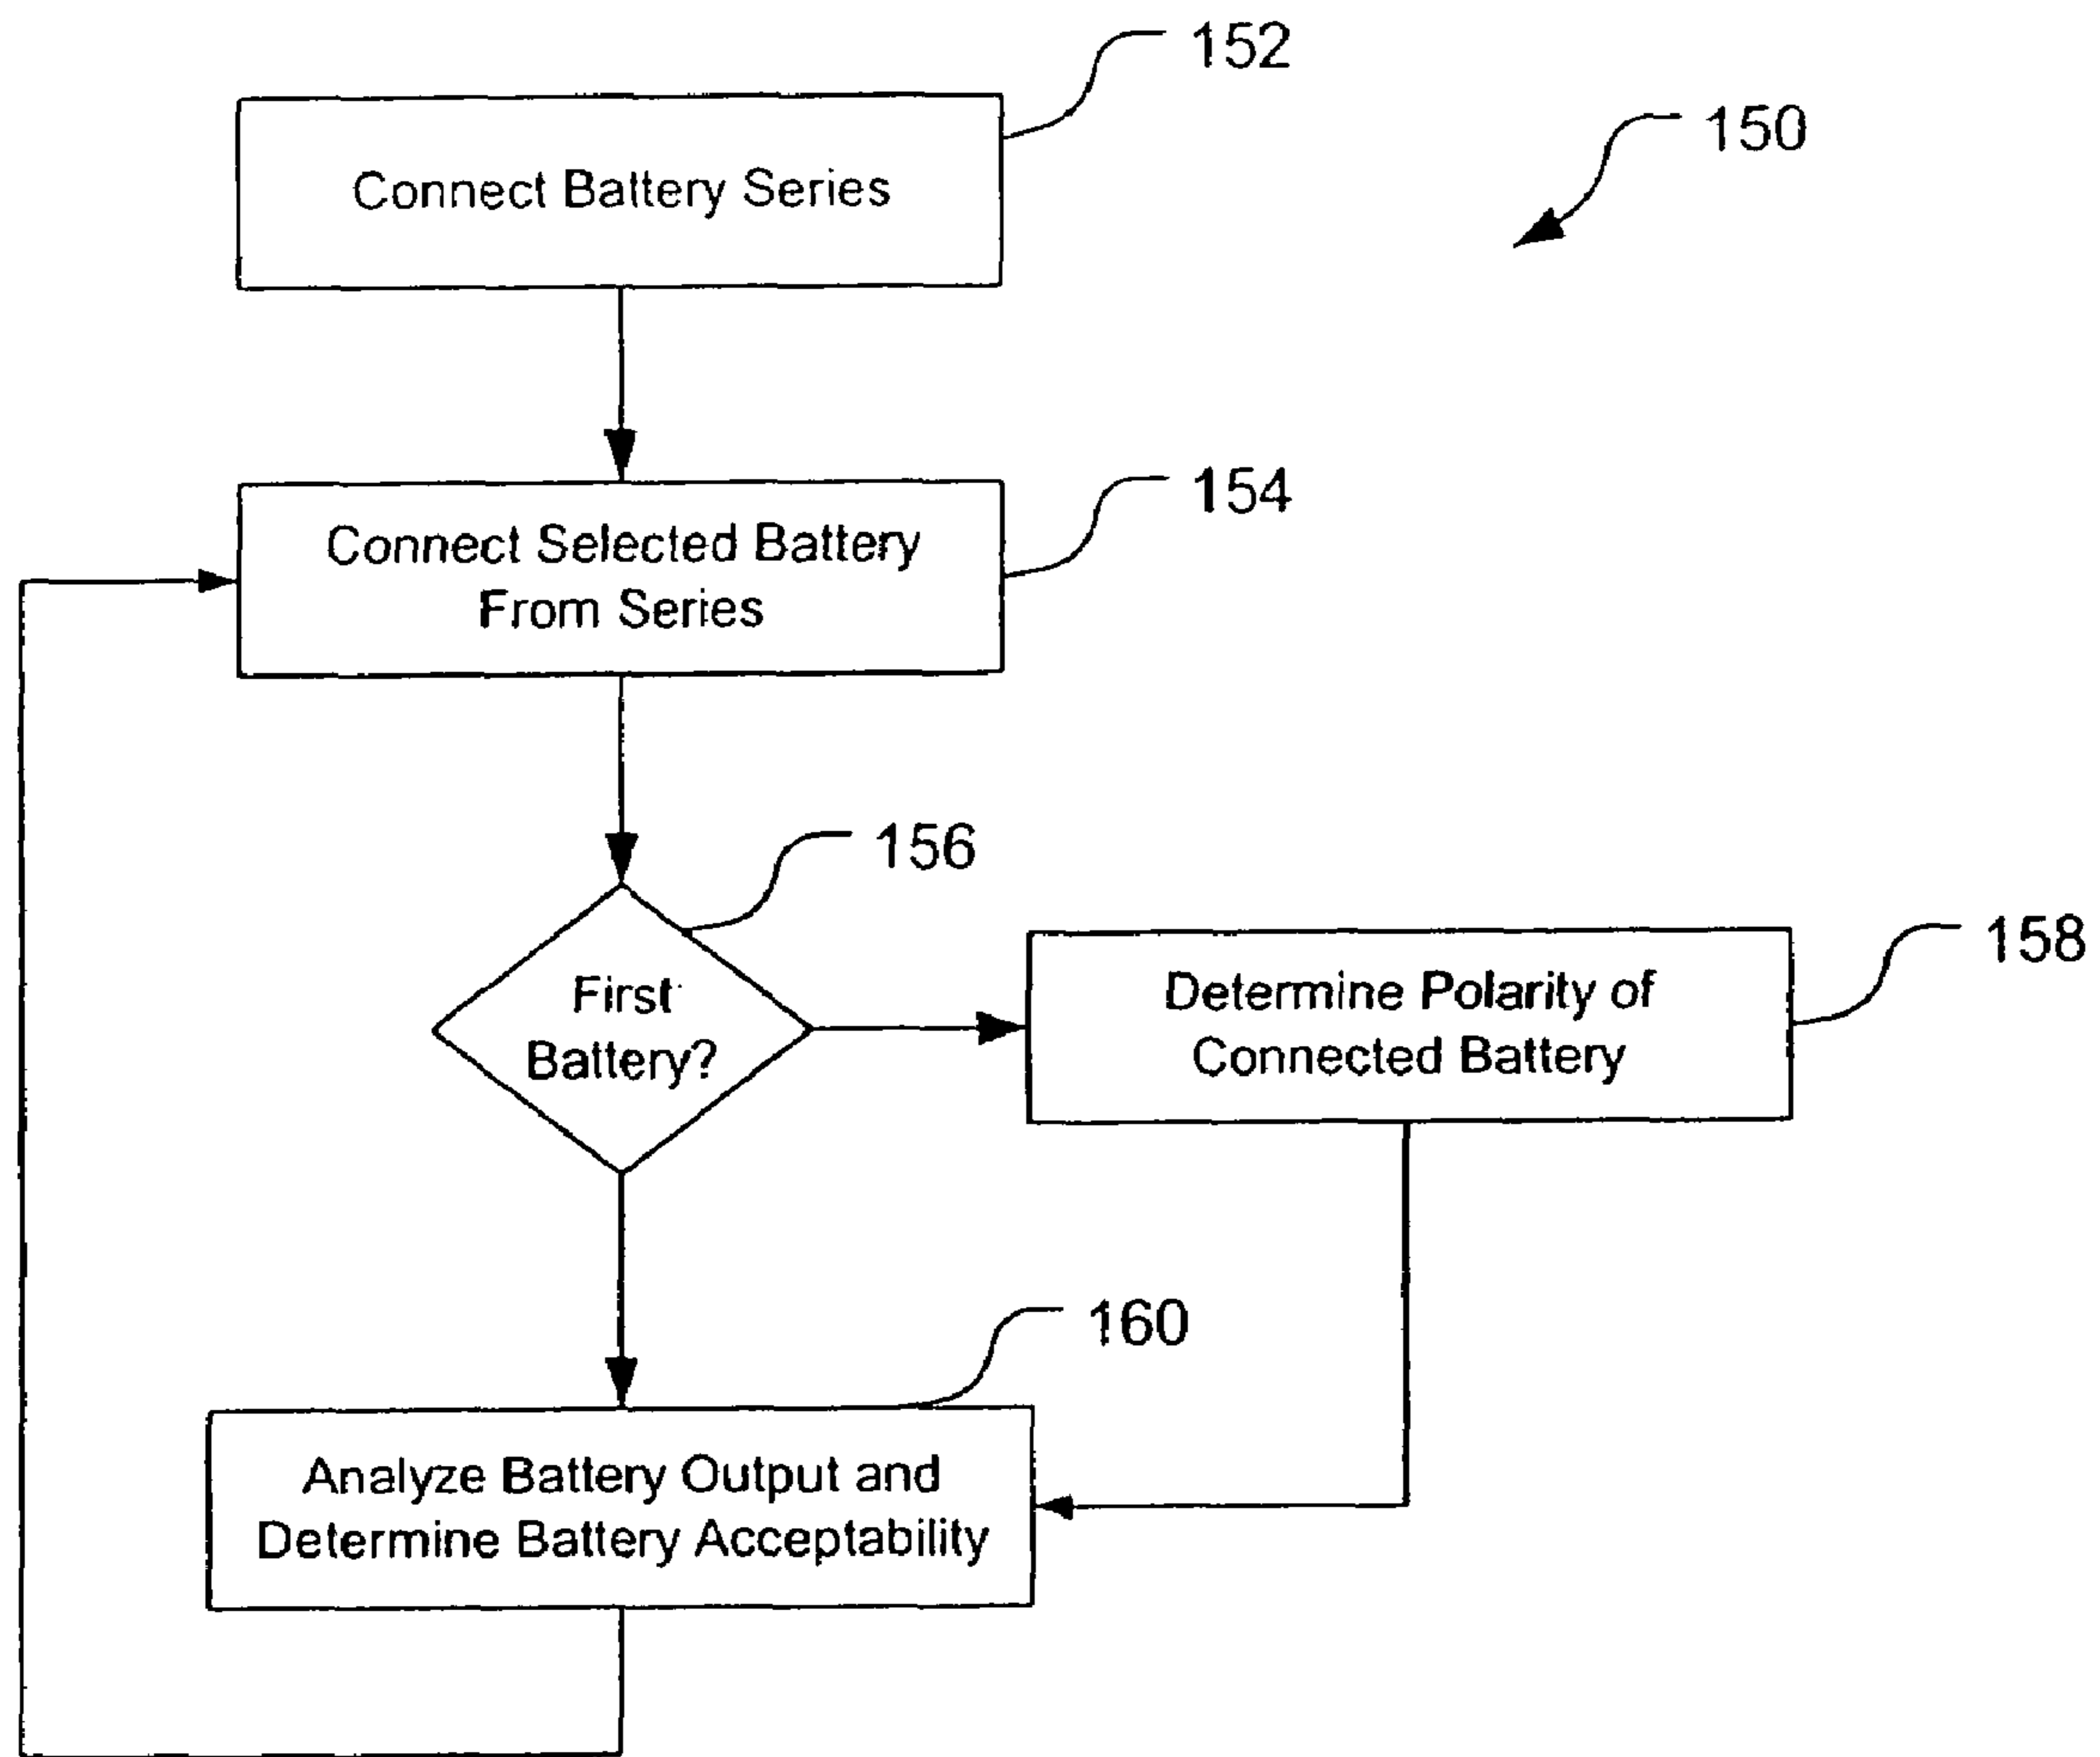 152
150
Connect Battery Series
154
Connect Selected Battery
From Series
156
First
Battery?
158
Determine Polarity of
Connected Battery
160
Analyze Battery Output and
Determine Battery Acceptability